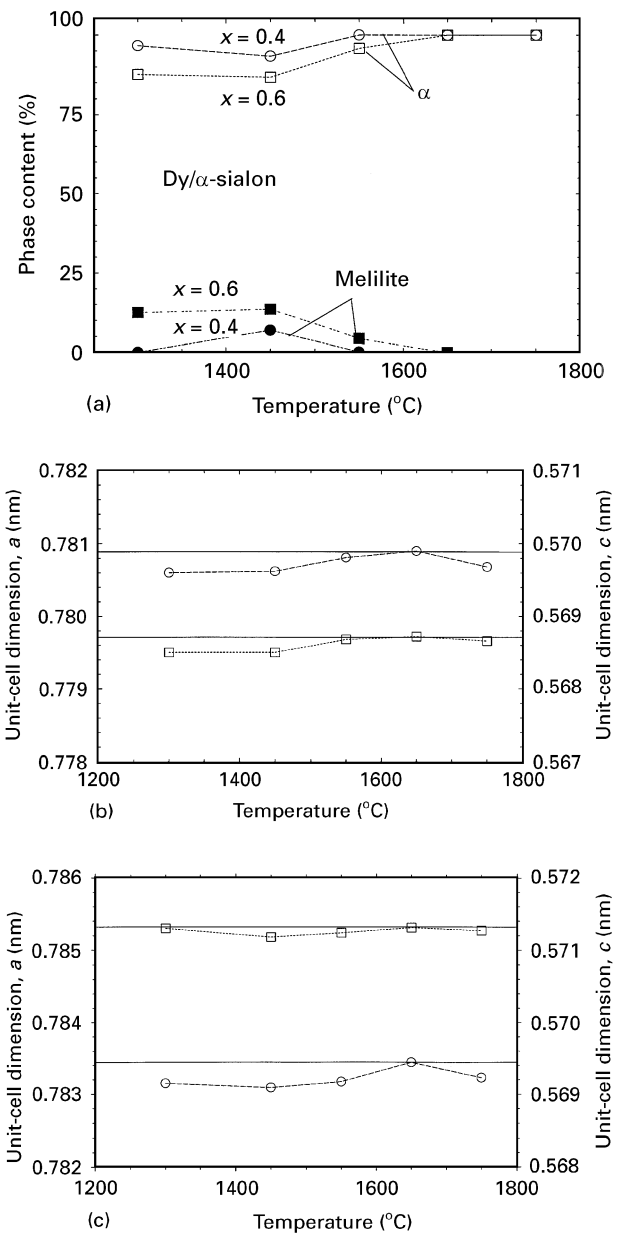 100
75
50
25
0
Phase content (%)
x = 0.4
x = 0.6
α
Dy/α-sialon
Melilite
x = 0.6
x = 0.4
1400
1600
1800
(a)
Temperature (°C)
0.782
0.781
0.780
0.779
0.778
Unit-cell dimension, a (nm)
0.571
0.570
0.569
0.568
0.567
Unit-cell dimension, c (nm)
1200
1400
1600
1800
(b)
Temperature (°C)
0.786
0.785
0.784
0.783
0.782
Unit-cell dimension, a (nm)
0.572
0.571
0.570
0.569
0.568
Unit-cell dimension, c (nm)
1200
1400
1600
1800
(c)
Temperature (°C)